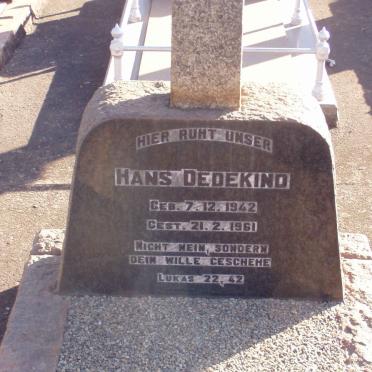 HIER RUHT UNSER
HANS DEDEKIND
GEB. 7.12.1942
GEST. 21.2.1961
NICHT MEIN, SONDERN
DEIN WILLE GESCHEHE
LUKAS 22,42